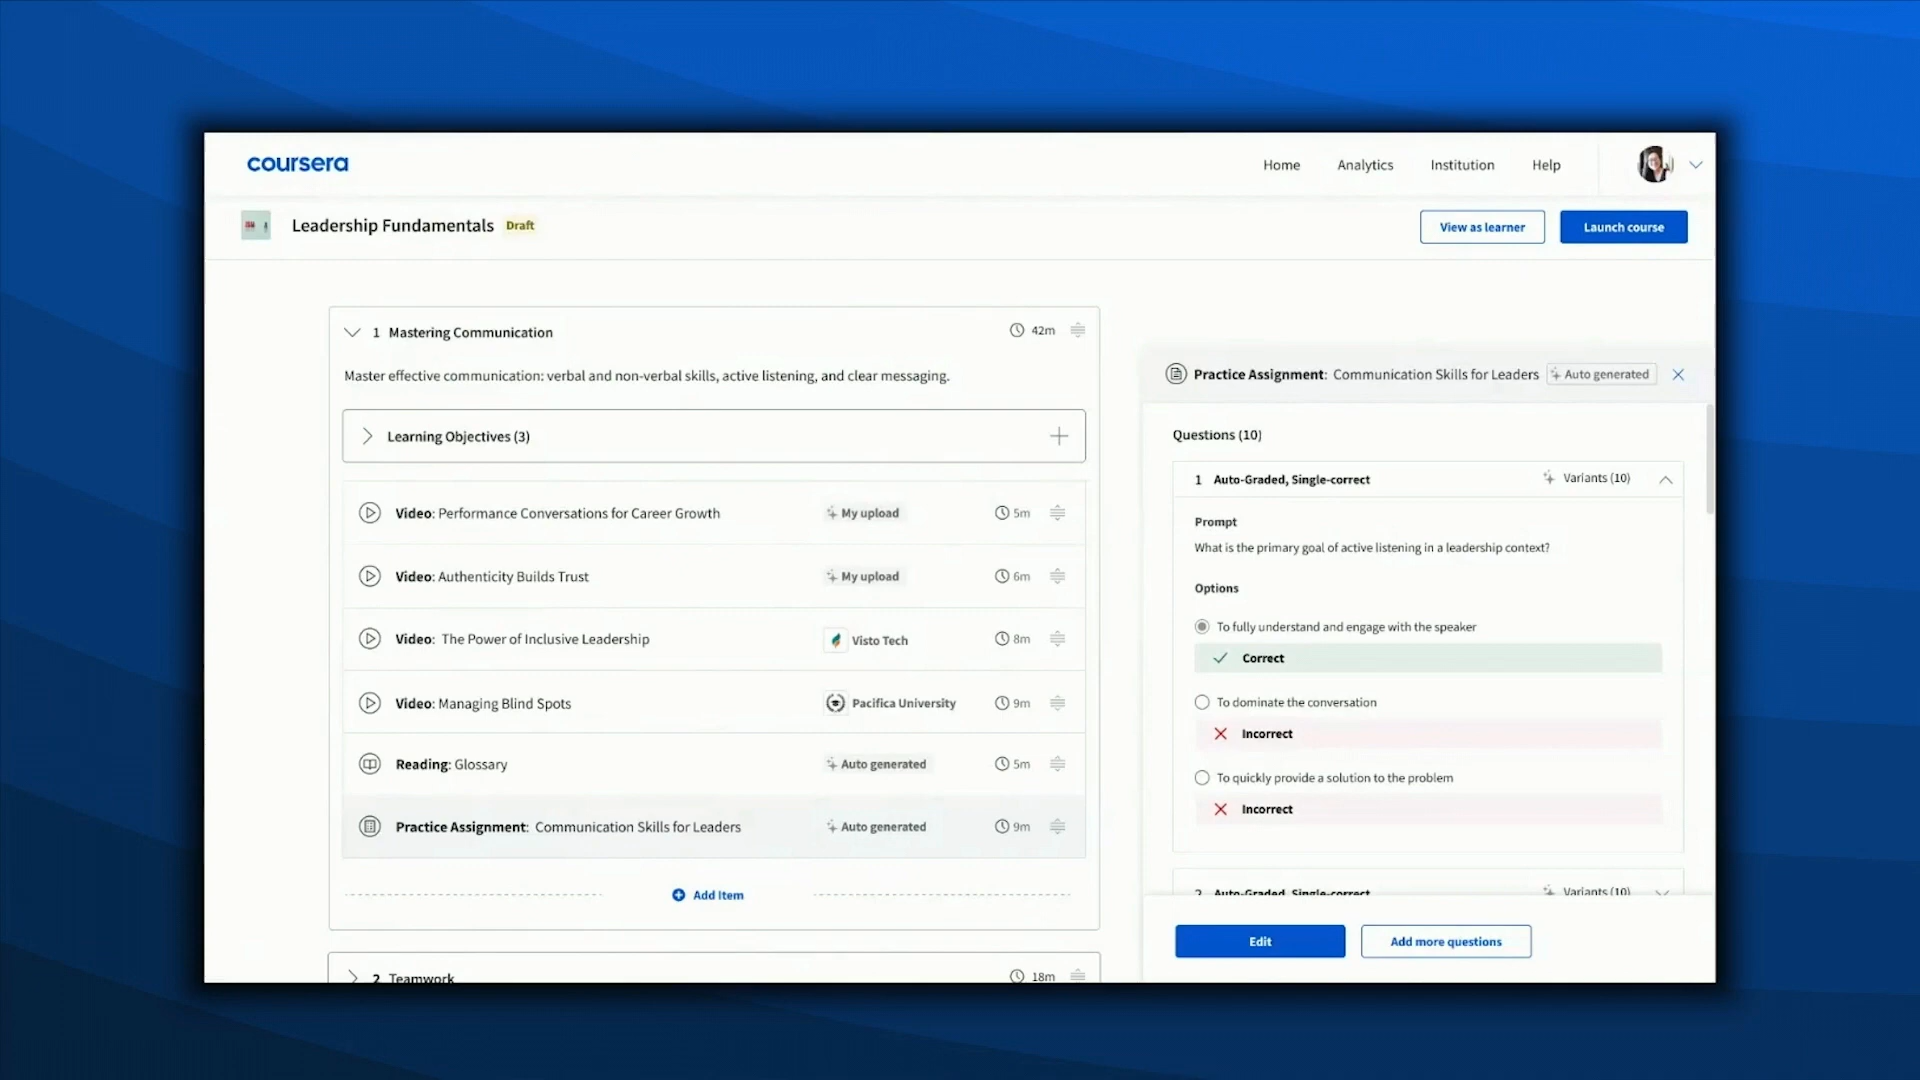 coursera
Home Analytics Institution Help
Leadership Fundamentals Draft
View as learner Launch course
1 Mastering Communication 42m
Master effective communication: verbal and non-verbal skills, active listening, and clear messaging.
Learning Objectives (3)
Video: Performance Conversations for Career Growth My upload 5m
Video: Authenticity Builds Trust My upload 6m
Video: The Power of Inclusive Leadership Visto Tech 8m
Video: Managing Blind Spots Pacifica University 9m
Reading: Glossary Auto generated 5m
Practice Assignment: Communication Skills for Leaders Auto generated 9m
Add Item
2 Teamwork 18m
Practice Assignment: Communication Skills for Leaders Auto generated
Questions (10)
1 Auto-Graded, Single-correct Variants (10)
Prompt
What is the primary goal of active listening in a leadership context?
Options
To fully understand and engage with the speaker
Correct
To dominate the conversation
Incorrect
To quickly provide a solution to the problem
Incorrect
2 Auto-Graded, Single-correct Variants (10)
Edit Add more questions